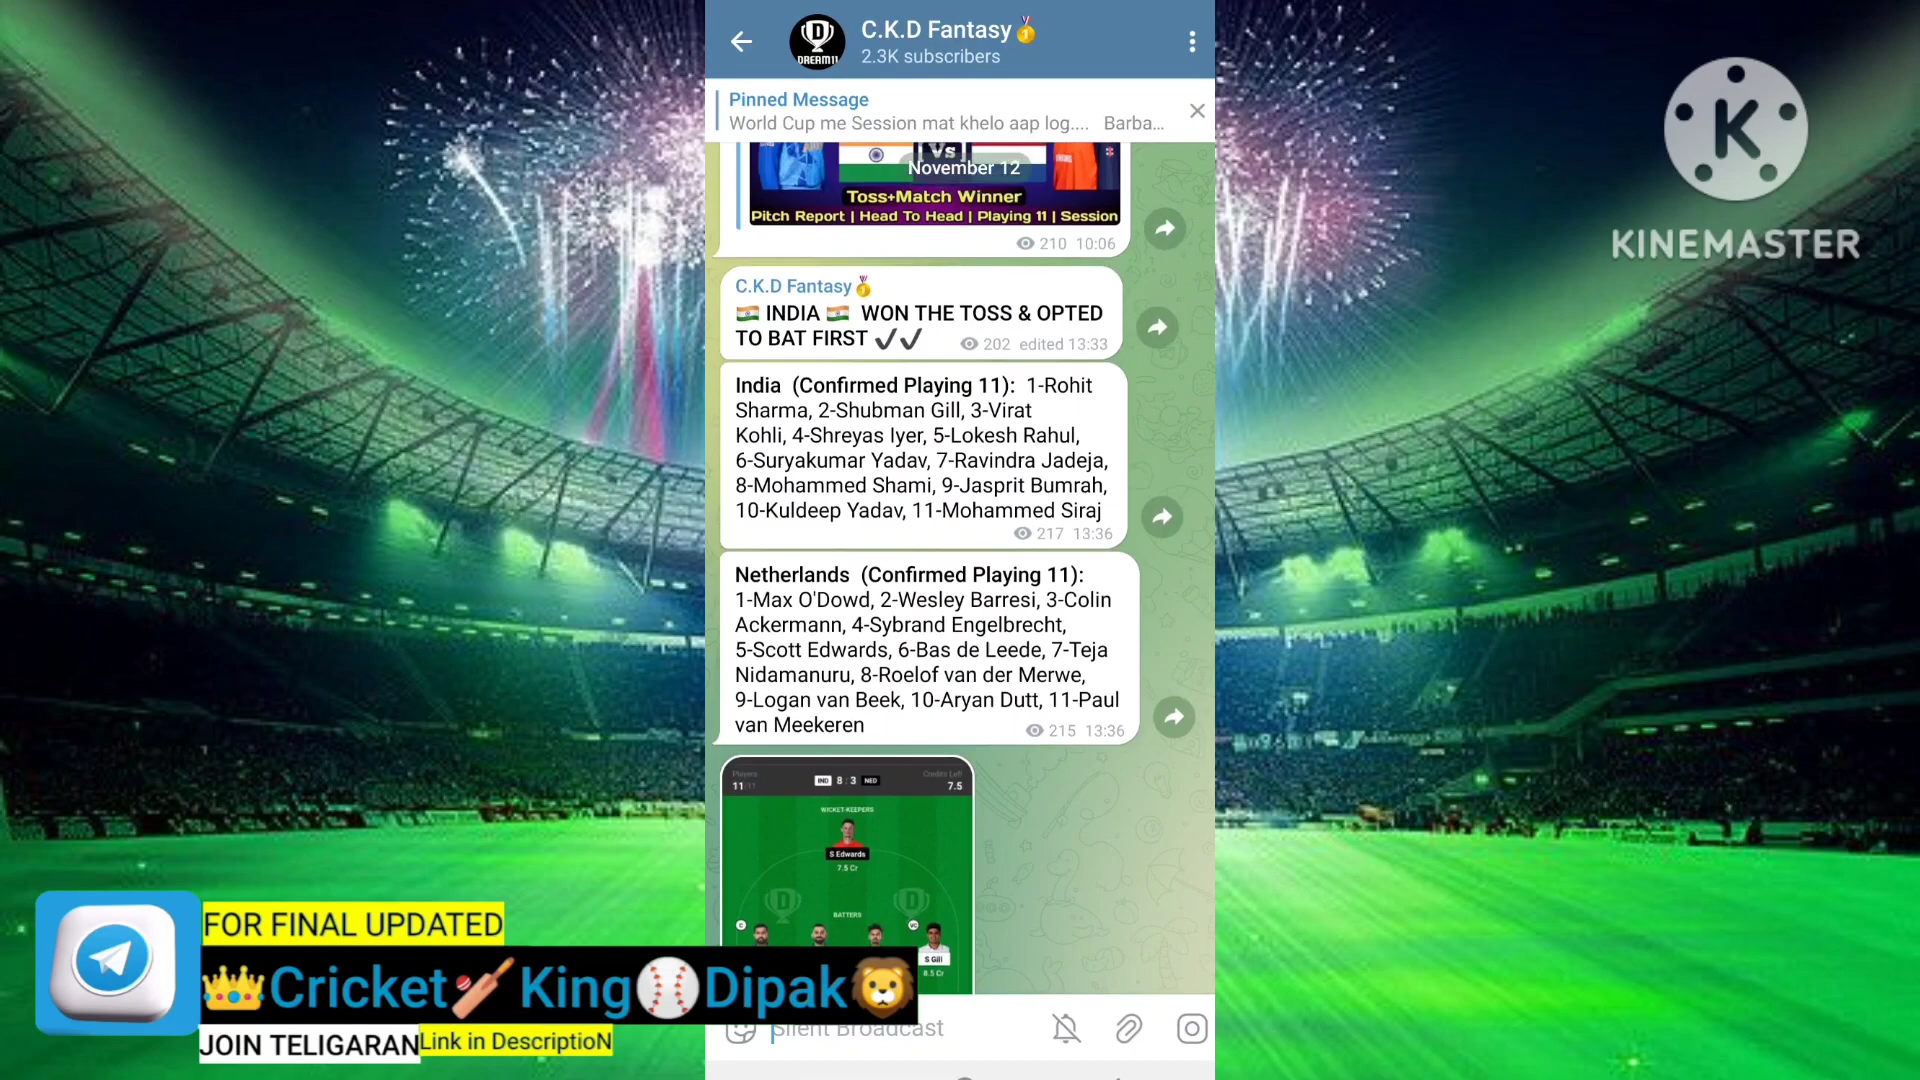 C.K.D Fantasy🏅
2.3K subscribers
DREAM11
Pinned Message
World Cup me Session mat khelo aap log.... Barba...
Vs
November 12
Toss+Match Winner
Pitch Report | Head To Head | Playing 11 | Session
210 10:06
C.K.D Fantasy🏅
🇮🇳 INDIA 🇮🇳 WON THE TOSS & OPTED
TO BAT FIRST ✔✔
202 edited 13:33
India (Confirmed Playing 11): 1-Rohit
Sharma, 2-Shubman Gill, 3-Virat
Kohli, 4-Shreyas Iyer, 5-Lokesh Rahul,
6-Suryakumar Yadav, 7-Ravindra Jadeja,
8-Mohammed Shami, 9-Jasprit Bumrah,
10-Kuldeep Yadav, 11-Mohammed Siraj
217 13:36
Netherlands (Confirmed Playing 11):
1-Max O'Dowd, 2-Wesley Barresi, 3-Colin
Ackermann, 4-Sybrand Engelbrecht,
5-Scott Edwards, 6-Bas de Leede, 7-Teja
Nidamanuru, 8-Roelof van der Merwe,
9-Logan van Beek, 10-Aryan Dutt, 11-Paul
van Meekeren
215 13:36
Players
Credits Left
11/11
IND 8 : 3 NED
7.5
WICKET-KEEPERS
S Edwards
7.5 Cr
D
D
BATTERS
C
VC
S Gill
8.5 Cr
Silent Broadcast
K
KINEMASTER
FOR FINAL UPDATED
👑Cricket🏏King⚾Dipak🦁
JOIN TELIGARAN
Link in DescriptioN